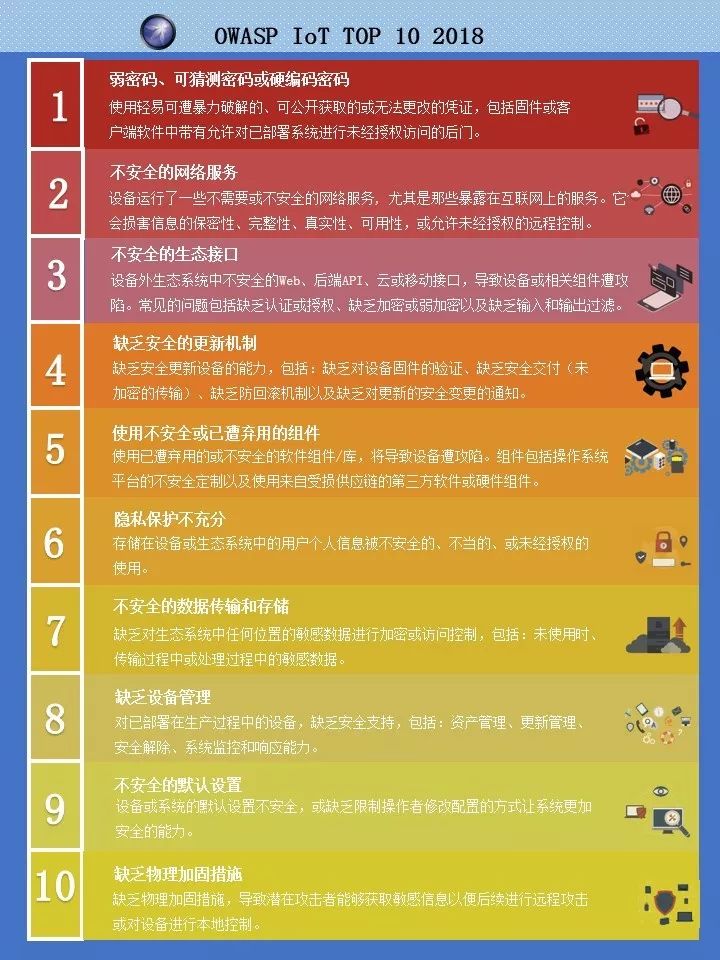 OWASP IoT TOP 10 2018
1
弱密码、可猜测密码或硬编码密码
使用轻易可遭暴力破解的、可公开获取的或无法更改的凭证，包括固件或客
户端软件中带有允许对已部署系统进行未经授权访问的后门。
2
不安全的网络服务
设备运行了一些不需要或不安全的网络服务，尤其是那些暴露在互联网上的服务。它
会损害信息的保密性、完整性、真实性、可用性，或允许未经授权的远程控制。
3
不安全的生态接口
设备外生态系统中不安全的Web、后端API、云或移动接口，导致设备或相关组件遭攻
陷。常见的问题包括缺乏认证或授权、缺乏加密或弱加密以及缺乏输入和输出过滤。
4
缺乏安全的更新机制
缺乏安全更新设备的能力，包括：缺乏对设备固件的验证、缺乏安全交付（未
加密的传输）、缺乏防回滚机制以及缺乏对更新的安全变更的通知。
5
使用不安全或已遭弃用的组件
使用已遭弃用的或不安全的软件组件/库，将导致设备遭攻陷。组件包括操作系统
平台的不安全定制以及使用来自受损供应链的第三方软件或硬件组件。
6
隐私保护不充分
存储在设备或生态系统中的用户个人信息被不安全的、不当的、或未经授权的
使用。
7
不安全的数据传输和存储
缺乏对生态系统中任何位置的敏感数据进行加密或访问控制，包括：未使用时、
传输过程中或处理过程中的敏感数据。
8
缺乏设备管理
对已部署在生产过程中的设备，缺乏安全支持，包括：资产管理、更新管理、
安全解除、系统监控和响应能力。
9
不安全的默认设置
设备或系统的默认设置不安全，或缺乏限制操作者修改配置的方式让系统更加
安全的能力。
10
缺乏物理加固措施
缺乏物理加固措施，导致潜在攻击者能够获取敏感信息以便后续进行远程攻击
或对设备进行本地控制。